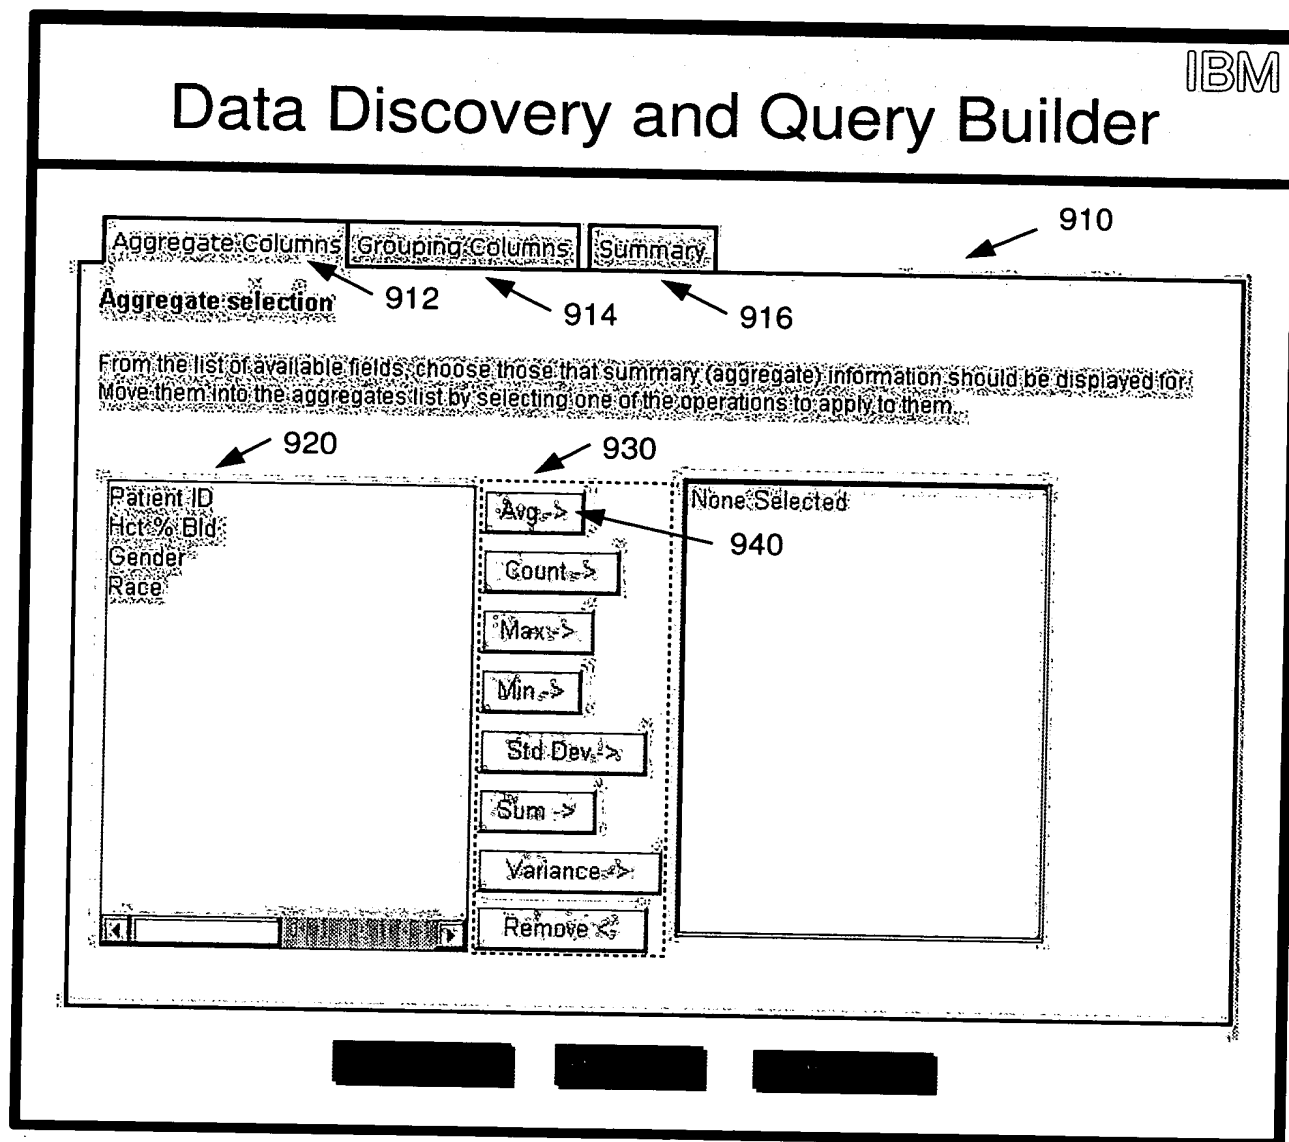 IBM
Data Discovery and Query Builder
910
Aggregate Columns Grouping Columns Summary
912
914
916
Aggregate selection
From the list of available fields, choose those that summary (aggregate) information should be displayed for.
Move them into the aggregates list by selecting one of the operations to apply to them.
920
930
940
Patient ID
Hct % Bld
Gender
Race
Avg ->
Count ->
Max ->
Min ->
Std Dev ->
Sum ->
Variance ->
Remove <-
None Selected